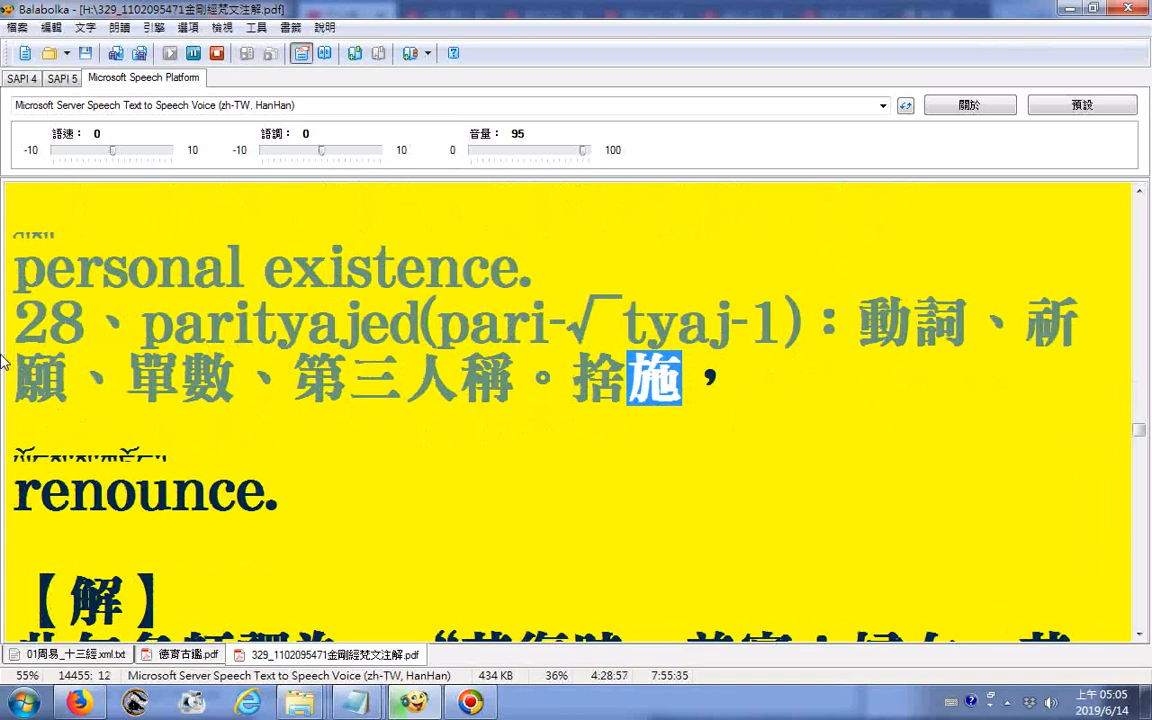 Balabolka - [H:\329_1102095471金剛經梵文注解.pdf]
檔案 編輯 文字 朗讀 引擎 選項 檢視 工具 書籤 說明
SAPI 4 SAPI 5 Microsoft Speech Platform
Microsoft Server Speech Text to Speech Voice (zh-TW, HanHan)
關於 預設
語速： 0 語調： 0 音量： 95
-10 10 -10 10 0 100
personal existence.
28、parityajed(pari-√tyaj-1)：動詞、祈
願、單數、第三人稱。捨施，
renounce.
【解】
01周易_十三經.xml.txt 德育古鑑.pdf 329_1102095471金剛經梵文注解.pdf
55% 14455: 12 Microsoft Server Speech Text to Speech Voice (zh-TW, HanHan) 434 KB 36% 4:28:57 7:55:35
上午 05:05
2019/6/14